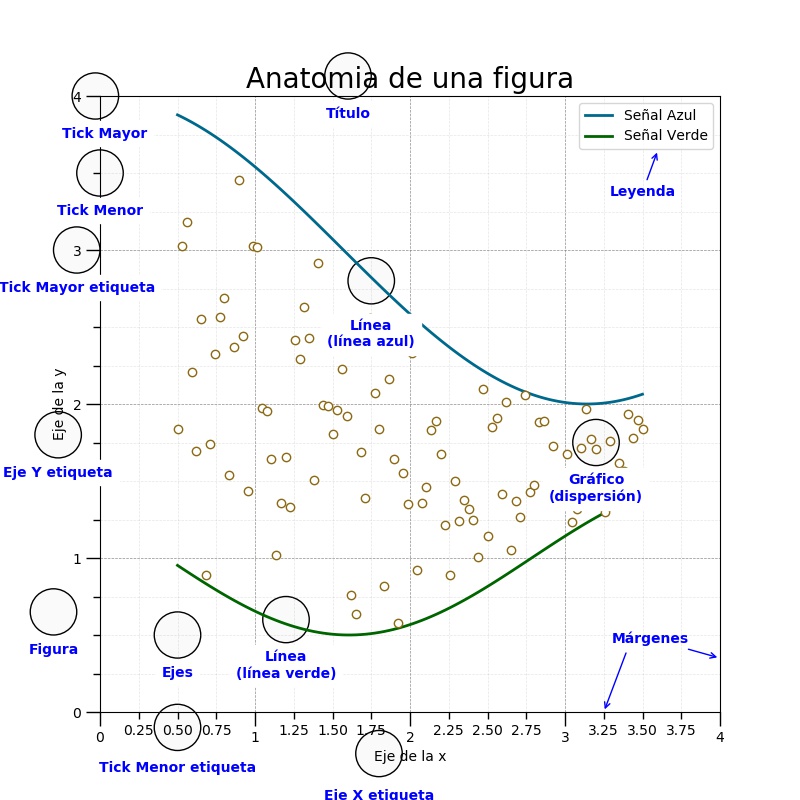 Anatomia de una figura
Título
4
Tick Mayor
Señal Azul
Señal Verde
Leyenda
Tick Menor
3
Tick Mayor etiqueta
Línea
(línea azul)
2
Eje de la y
Eje Y etiqueta
Gráfico
(dispersión)
1
Figura
Ejes
Línea
(línea verde)
Márgenes
0
0.25 0.50 0.75 1.25 1.50 1.75 2.25 2.50 2.75 3.25 3.50 3.75
0 1 2 3 4
Eje de la x
Tick Menor etiqueta
Eje X etiqueta